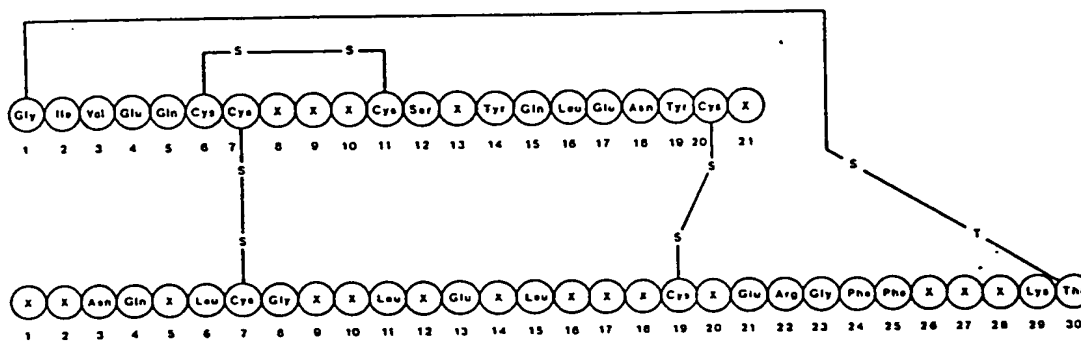 S S
Gly Ile Val Glu Gln Cys Cys X X X Cys Ser X Tyr Gln Leu Glu Asn Tyr Cys X
1 2 3 4 5 6 7 8 9 10 11 12 13 14 15 16 17 18 19 20 21
S S S
S S
T
X X Asn Gln X Leu Cys Gly X X Leu X Glu X Leu X X X Cys X Glu Arg Gly Phe Phe X X X Lys
1 2 3 4 5 6 7 8 9 10 11 12 13 14 15 16 17 18 19 20 21 22 23 24 25 26 27 28 29 30